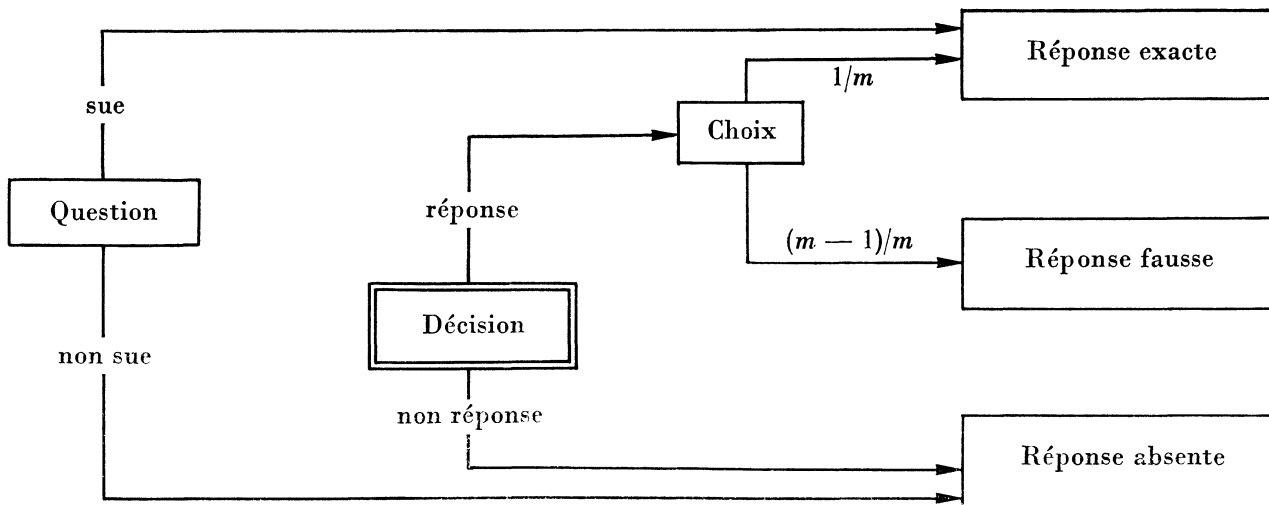 Réponse exacte
1/m
sue
Choix
Question
réponse
(m — 1)/m
Réponse fausse
Décision
non sue
non réponse
Réponse absente